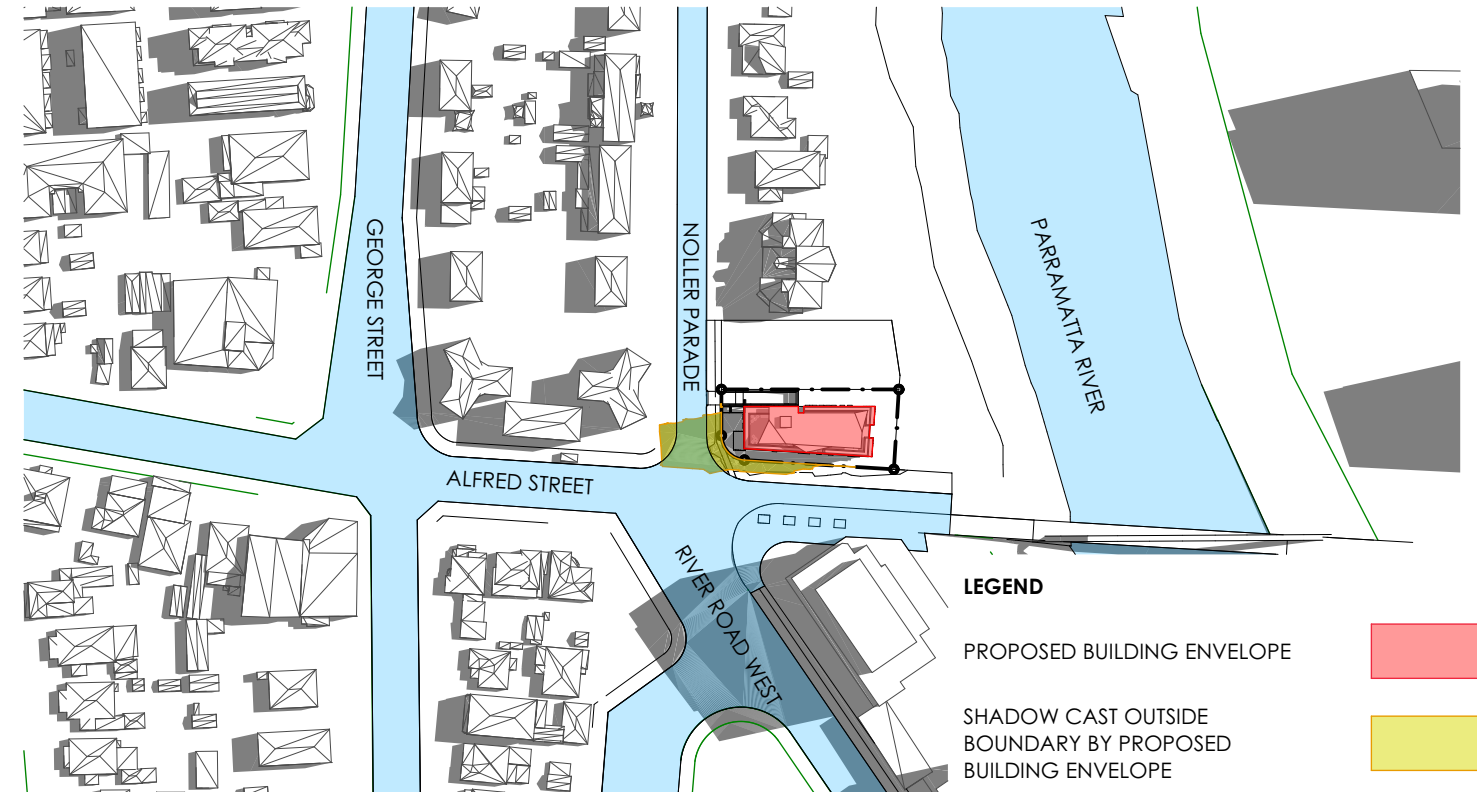 GEORGE STREET
NOLLER PARADE
PARRAMATTA RIVER
ALFRED STREET
RIVER ROAD WEST
LEGEND
PROPOSED BUILDING ENVELOPE
SHADOW CAST OUTSIDE
BOUNDARY BY PROPOSED
BUILDING ENVELOPE